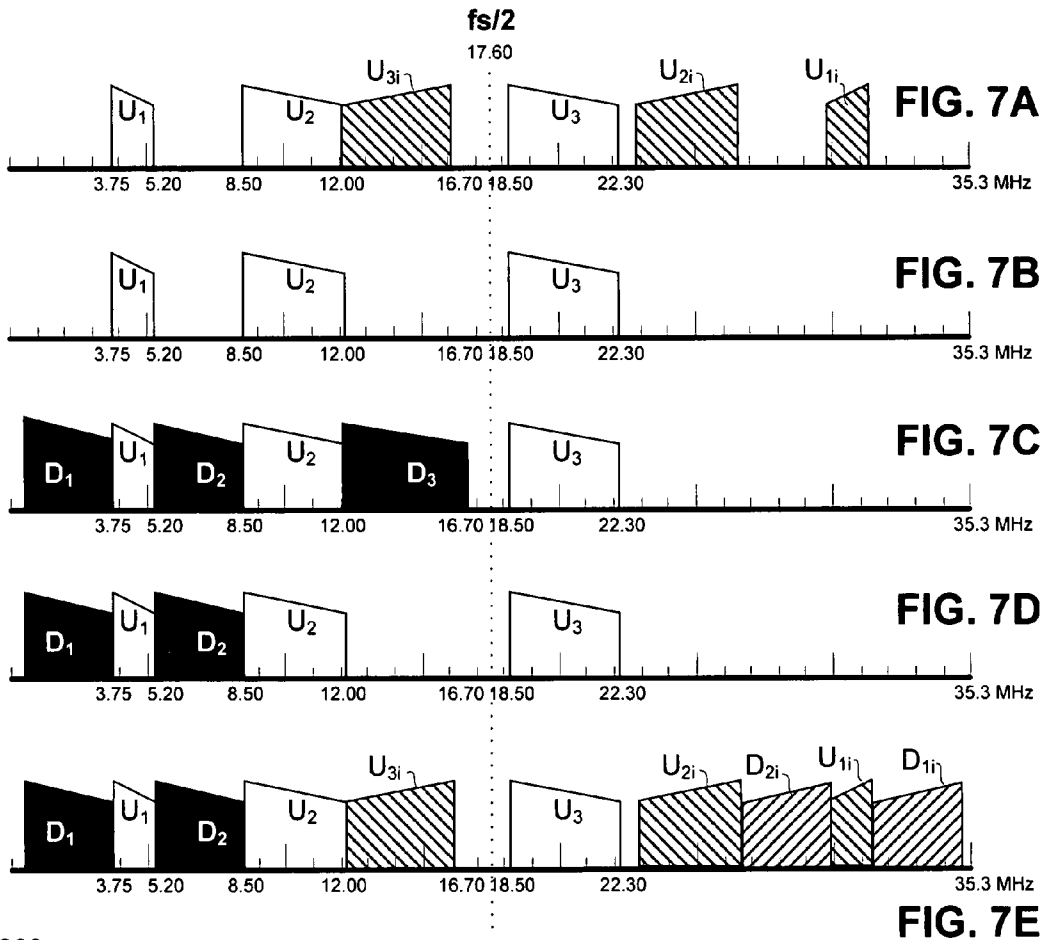 fs/2
17.60
U1 U2 U3i U3 U2i U1i FIG. 7A
3.75 5.20 8.50 12.00 16.70 18.50 22.30 35.3 MHz
U1 U2 U3 FIG. 7B
3.75 5.20 8.50 12.00 16.70 18.50 22.30 35.3 MHz
D1 U1 D2 U2 D3 U3 FIG. 7C
3.75 5.20 8.50 12.00 16.70 18.50 22.30 35.3 MHz
D1 U1 D2 U2 U3 FIG. 7D
3.75 5.20 8.50 12.00 16.70 18.50 22.30 35.3 MHz
D1 U1 D2 U2 U3i U3 U2i D2i U1i D1i
3.75 5.20 8.50 12.00 16.70 18.50 22.30 35.3 MHz
FIG. 7E